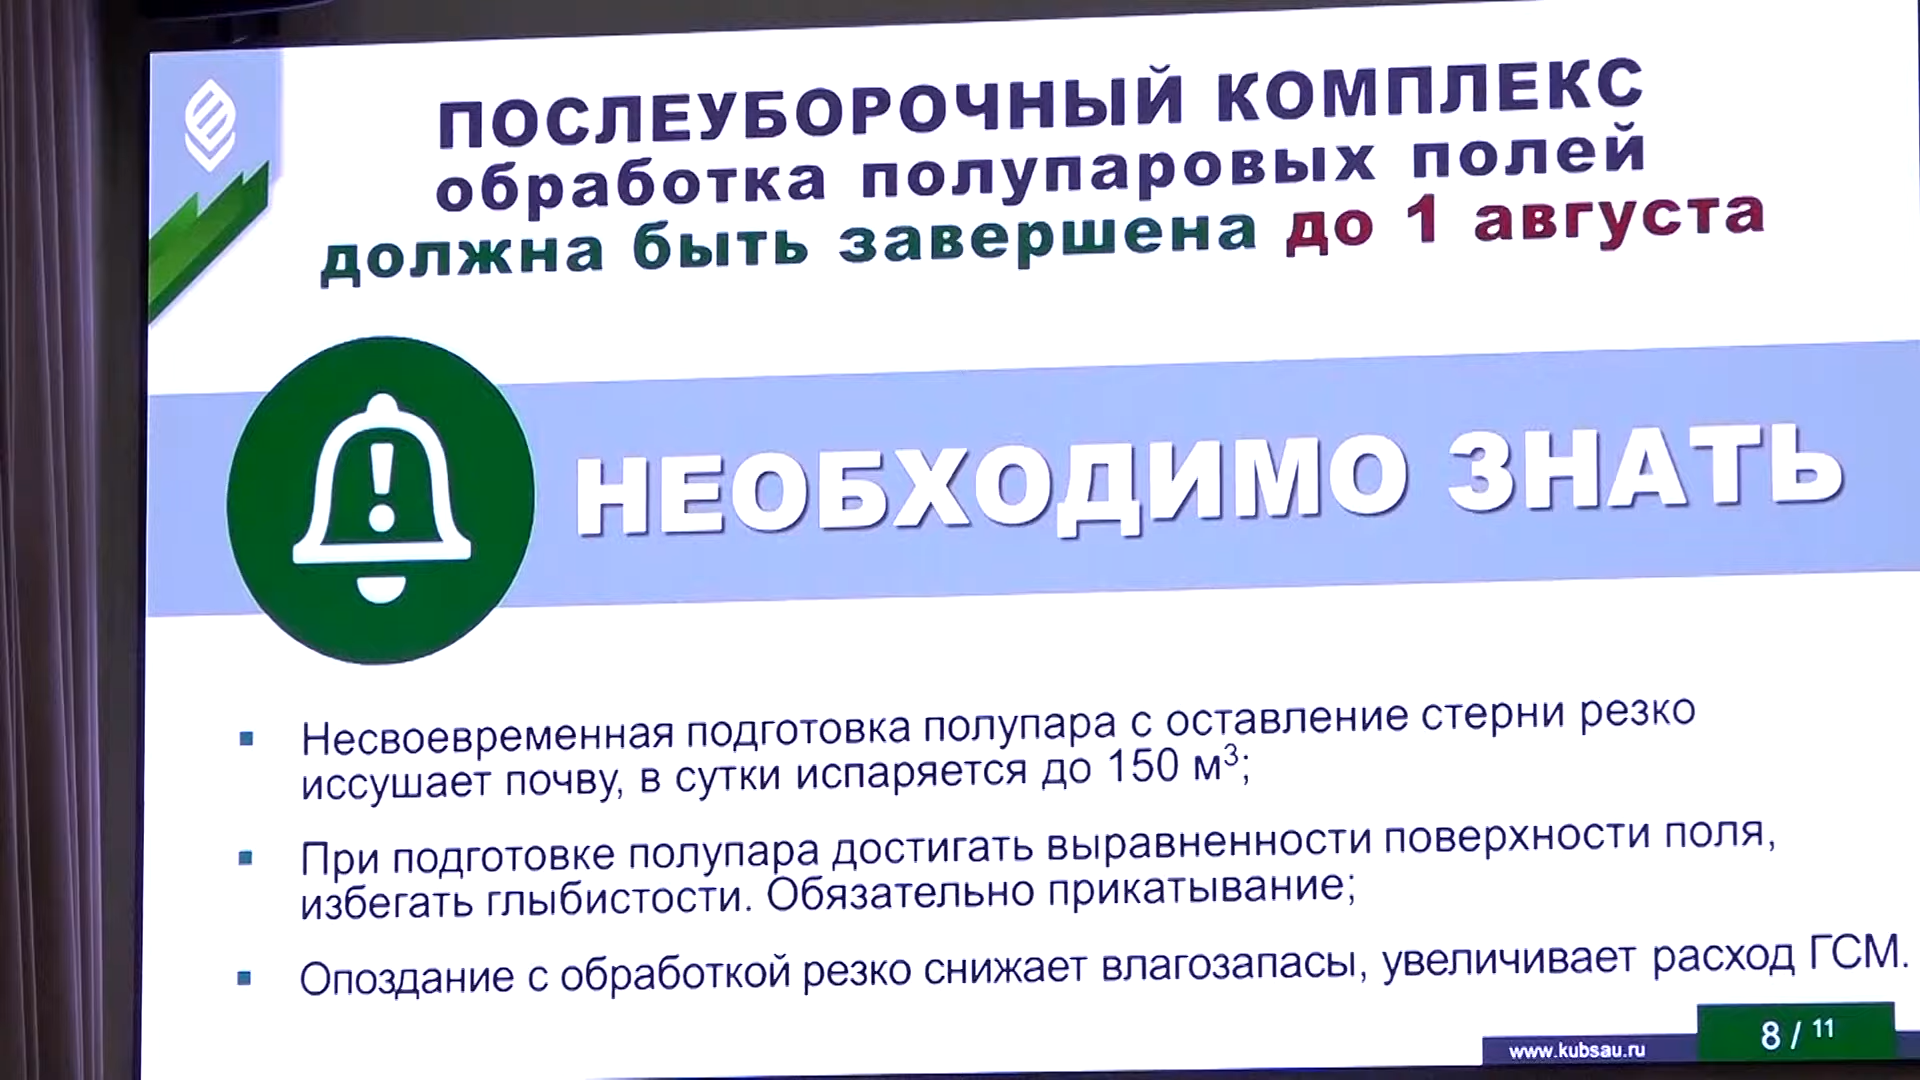 ПОСЛЕУБОРОЧНЫЙ КОМПЛЕКС
обработка полупаровых полей
должна быть завершена до 1 августа
НЕОБХОДИМО ЗНАТЬ
▪ Несвоевременная подготовка полупара с оставление стерни резко
иссушает почву, в сутки испаряется до 150 м³;
▪ При подготовке полупара достигать выравненности поверхности поля,
избегать глыбистости. Обязательно прикатывание;
▪ Опоздание с обработкой резко снижает влагозапасы, увеличивает расход ГСМ.
www.kubsau.ru
8 / 11